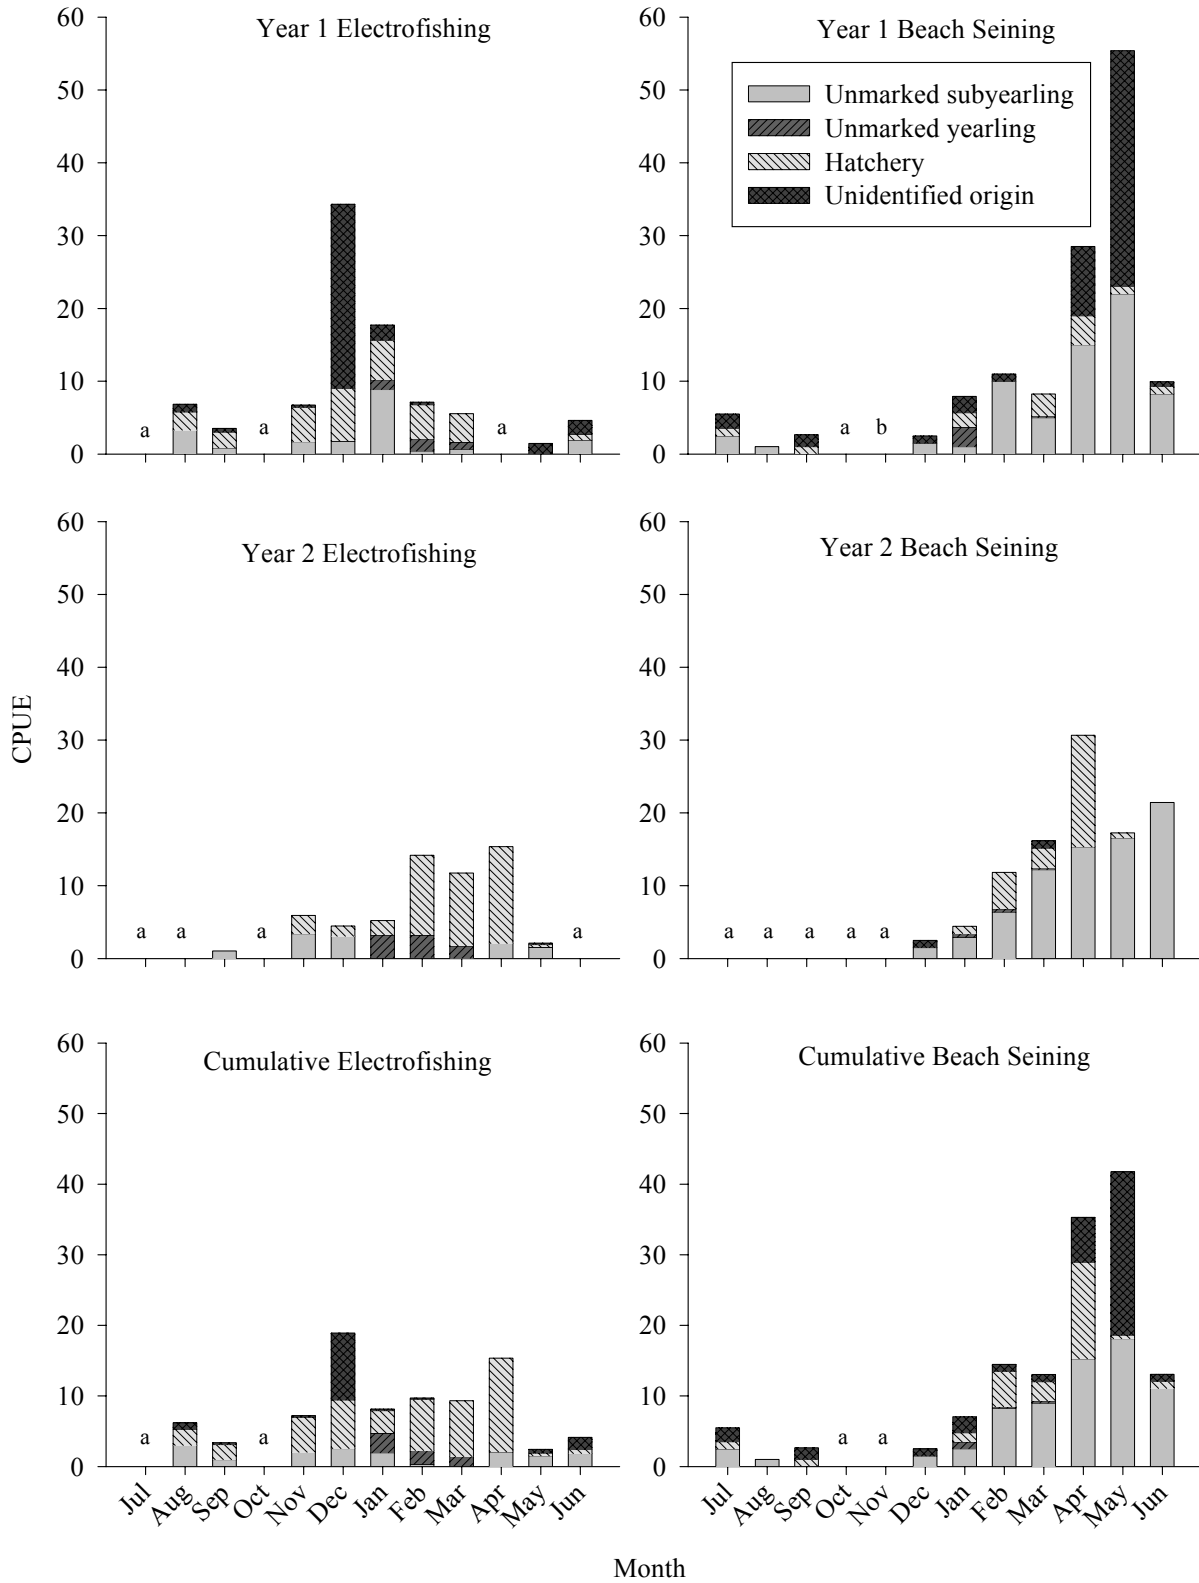 Year 1 Electrofishing
60
50
40
30
20
10
0
a
a
a
Year 1 Beach Seining
Unmarked subyearling
Unmarked yearling
Hatchery
Unidentified origin
60
50
40
30
20
10
0
a
b
CPUE
Year 2 Electrofishing
60
50
40
30
20
10
0
a
a
a
a
Year 2 Beach Seining
60
50
40
30
20
10
0
a
a
a
a
a
Cumulative Electrofishing
60
50
40
30
20
10
0
a
a
Jul
Aug
Sep
Oct
Nov
Dec
Jan
Feb
Mar
Apr
May
Jun
Cumulative Beach Seining
60
50
40
30
20
10
0
a
a
Jul
Aug
Sep
Oct
Nov
Dec
Jan
Feb
Mar
Apr
May
Jun
Month